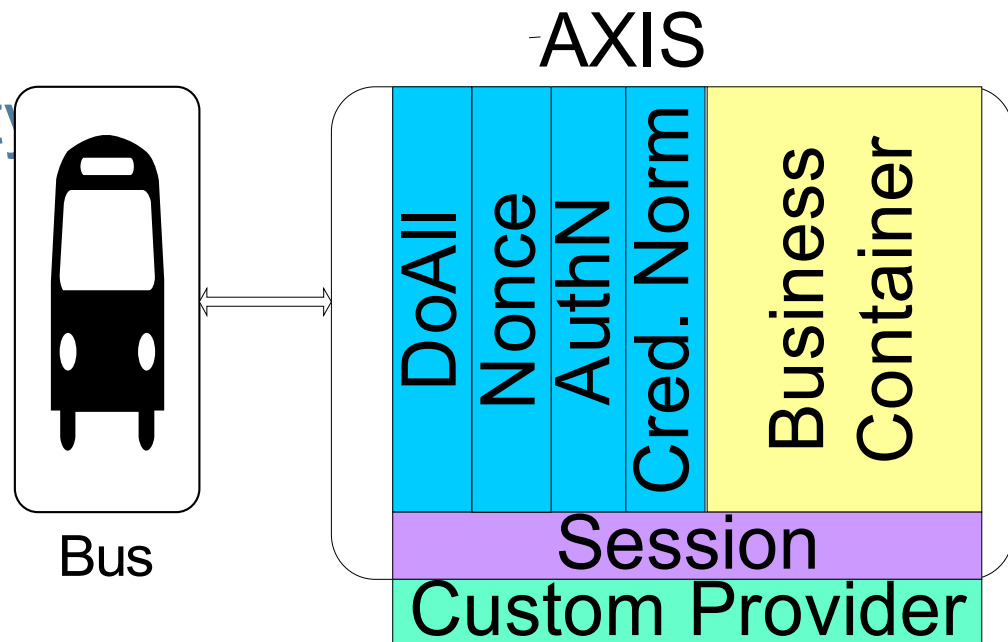 AXIS
DoAll
Nonce
AuthN
Cred. Norm
Business
Container
Session
Custom Provider
Bus